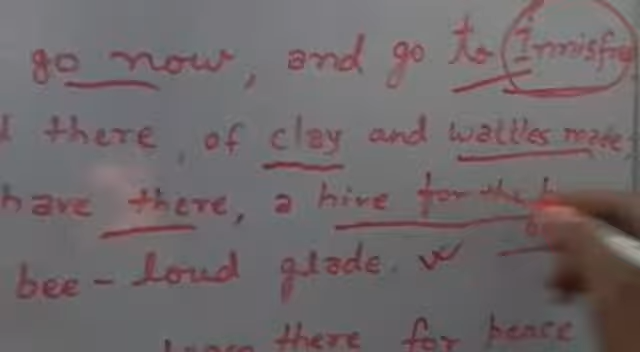 go now, and go to Innisfre
there, of clay and wattles made;
have there, a hive for the
bee-loud glade.
there for peace